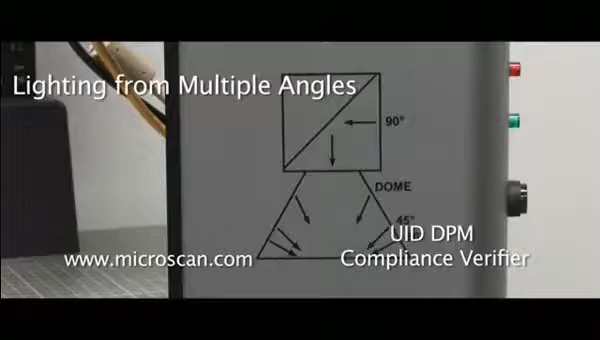 Lighting from Multiple Angles
90°
DOME
45°
UID DPM
www.microscan.com
Compliance Verifier